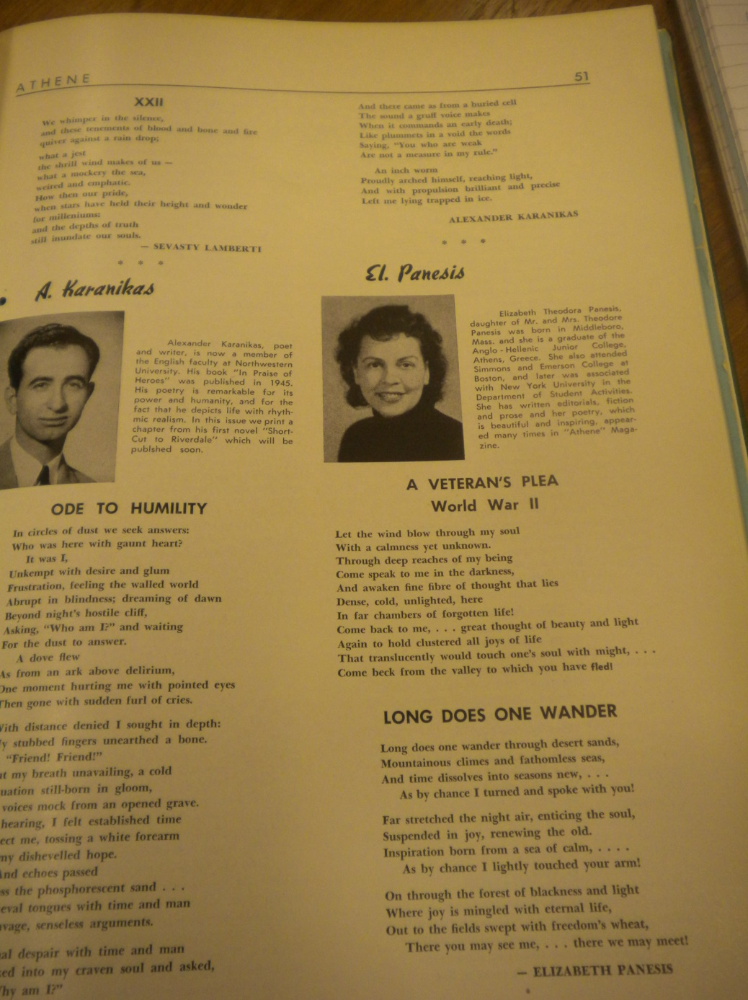 ATHENE
51
XXII
We whimper in the silence,
and these tenements of blood and bone and fire
quiver against a rain drop;
what a jest
the shrill wind makes of us —
what a mockery the sea,
weired and emphatic.
How then our pride,
when stars have held their height and wonder
for milleniums;
and the depths of truth
still inundate our souls.
— SEVASTY LAMBERTI
* * *
A. Karanikas
Alexander Karanikas, poet
and writer, is now a member of
the English faculty at Northwestern
University. His book "In Praise of
Heroes" was published in 1945.
His poetry is remarkable for its
power and humanity, and for the
fact that he depicts life with rhyth-
mic realism. In this issue we print a
chapter from his first novel "Short-
Cut to Riverdale" which will be
publshed soon.
ODE TO HUMILITY
In circles of dust we seek answers:
Who was here with gaunt heart?
It was I,
Unkempt with desire and glum
Frustration, feeling the walled world
Abrupt in blindness; dreaming of dawn
Beyond night's hostile cliff,
Asking, "Who am I?" and waiting
For the dust to answer.
A dove flew
As from an ark above delirium,
One moment hurting me with pointed eyes
Then gone with sudden furl of cries.
With distance denied I sought in depth:
My stubbed fingers unearthed a bone.
"Friend! Friend!"
my breath unavailing, a cold
still-born in gloom,
voices mock from an opened grave.
hearing, I felt established time
me, tossing a white forearm
my dishevelled hope.
And echoes passed
the phosphorescent sand . . .
tongues with time and man
senseless arguments.
despair with time and man
into my craven soul and asked,
"Why am I?"
And there came as from a buried cell
The sound a gruff voice makes
When it commands an early death;
Like plummets in a void the words
Saying, "You who are weak
Are not a measure in my rule."
An inch worm
Proudly arched himself, reaching light,
And with propulsion brilliant and precise
Left me lying trapped in ice.
ALEXANDER KARANIKAS
* * *
El. Panesis
Elizabeth Theodora Panesis,
daughter of Mr. and Mrs. Theodore
Panesis was born in Middleboro,
Mass. and she is a graduate of the
Anglo-Hellenic Junior College,
Athens, Greece. She also attended
Simmons and Emerson College at
Boston, and later was associated
with New York University in the
Department of Student Activities.
She has written editorials, fiction
and prose and her poetry, which
is beautiful and inspiring, appear-
ed many times in "Athene" Maga-
zine.
A VETERAN'S PLEA
World War II
Let the wind blow through my soul
With a calmness yet unknown.
Through deep reaches of my being
Come speak to me in the darkness,
And awaken fine fibre of thought that lies
Dense, cold, unlighted, here
In far chambers of forgotten life!
Come back to me, . . . great thought of beauty and light
Again to hold clustered all joys of life
That translucently would touch one's soul with might, . . .
Come beck from the valley to which you have fled!
LONG DOES ONE WANDER
Long does one wander through desert sands,
Mountainous climes and fathomless seas,
And time dissolves into seasons new, . . .
As by chance I turned and spoke with you!
Far stretched the night air, enticing the soul,
Suspended in joy, renewing the old.
Inspiration born from a sea of calm, . . . .
As by chance I lightly touched your arm!
On through the forest of blackness and light
Where joy is mingled with eternal life,
Out to the fields swept with freedom's wheat,
There you may see me, . . . there we may meet!
— ELIZABETH PANESIS
*